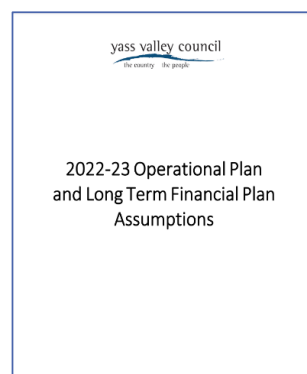 yass valley council
the country the people
2022-23 Operational Plan
and Long Term Financial Plan
Assumptions